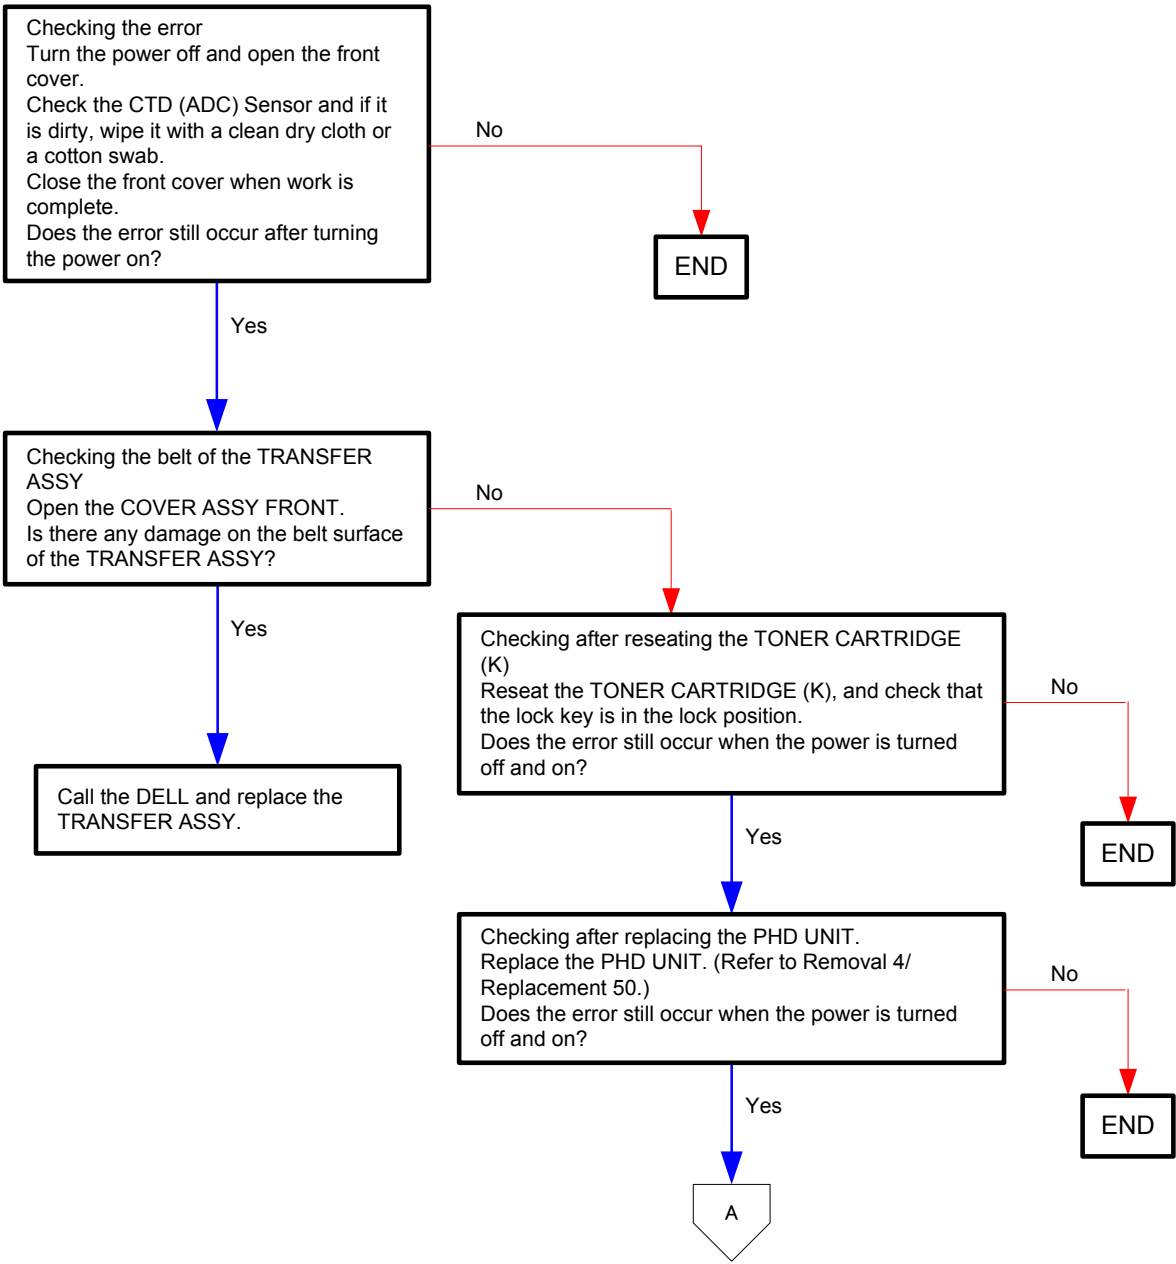 Checking the error
Turn the power off and open the front
cover.
Check the CTD (ADC) Sensor and if it
is dirty, wipe it with a clean dry cloth or
a cotton swab.
Close the front cover when work is
complete.
Does the error still occur after turning
the power on?
No
END
Yes
Checking the belt of the TRANSFER
ASSY
Open the COVER ASSY FRONT.
Is there any damage on the belt surface
of the TRANSFER ASSY?
No
Yes
Call the DELL and replace the
TRANSFER ASSY.
Checking after reseating the TONER CARTRIDGE
(K)
Reseat the TONER CARTRIDGE (K), and check that
the lock key is in the lock position.
Does the error still occur when the power is turned
off and on?
No
END
Yes
Checking after replacing the PHD UNIT.
Replace the PHD UNIT. (Refer to Removal 4/
Replacement 50.)
Does the error still occur when the power is turned
off and on?
No
END
Yes
A